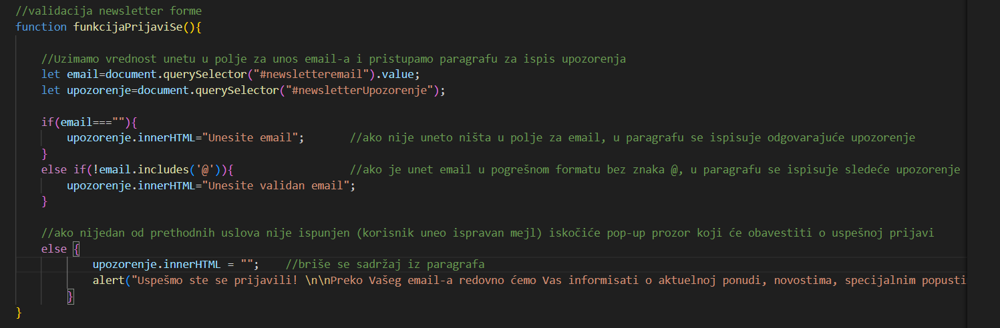 //validacija newsletter forme
function funkcijaPrijaviSe(){
//Uzimamo vrednost unetu u polje za unos email-a i pristupamo paragrafu za ispis upozorenja
let email=document.querySelector("#newsletteremail").value;
let upozorenje=document.querySelector("#newsletterUpozorenje");
if(email===""){
upozorenje.innerHTML="Unesite email"; //ako nije uneto ništa u polje za email, u paragrafu se ispisuje odgovarajuće upozorenje
}
else if(!email.includes('@')){ //ako je unet email u pogrešnom formatu bez znaka @, u paragrafu se ispisuje sledeće upozorenje
upozorenje.innerHTML="Unesite validan email";
}
//ako nijedan od prethodnih uslova nije ispunjen (korisnik uneo ispravan mejl) iskočiće pop-up prozor koji će obavestiti o uspešnoj prijavi
else {
upozorenje.innerHTML = ""; //briše se sadržaj iz paragrafa
alert("Uspešmo ste se prijavili! \n\nPreko Vašeg email-a redovno ćemo Vas informisati o aktuelnoj ponudi, novostima, specijalnim popusti
}
}